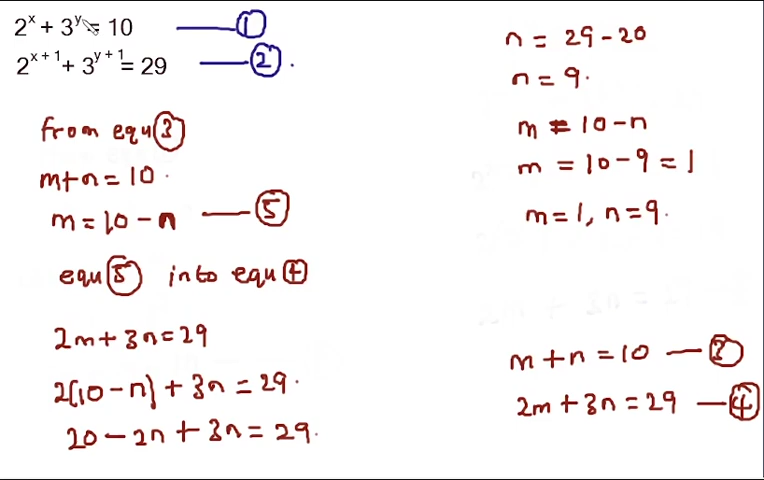 2^x + 3^y = 10 —— ①
2^(x + 1) + 3^(y + 1) = 29 —— ② .
from equ ③
m+n = 10 .
m = 10 - n —— ⑤
equ ⑤ into equ ④
2m + 3n = 29
2(10 - n) + 3n = 29 .
20 - 2n + 3n = 29 .
n = 29 - 20
n = 9 .
m = 10 - n
m = 10 - 9 = 1
m = 1, n = 9 .
m + n = 10 — ③
2m + 3n = 29 — ④